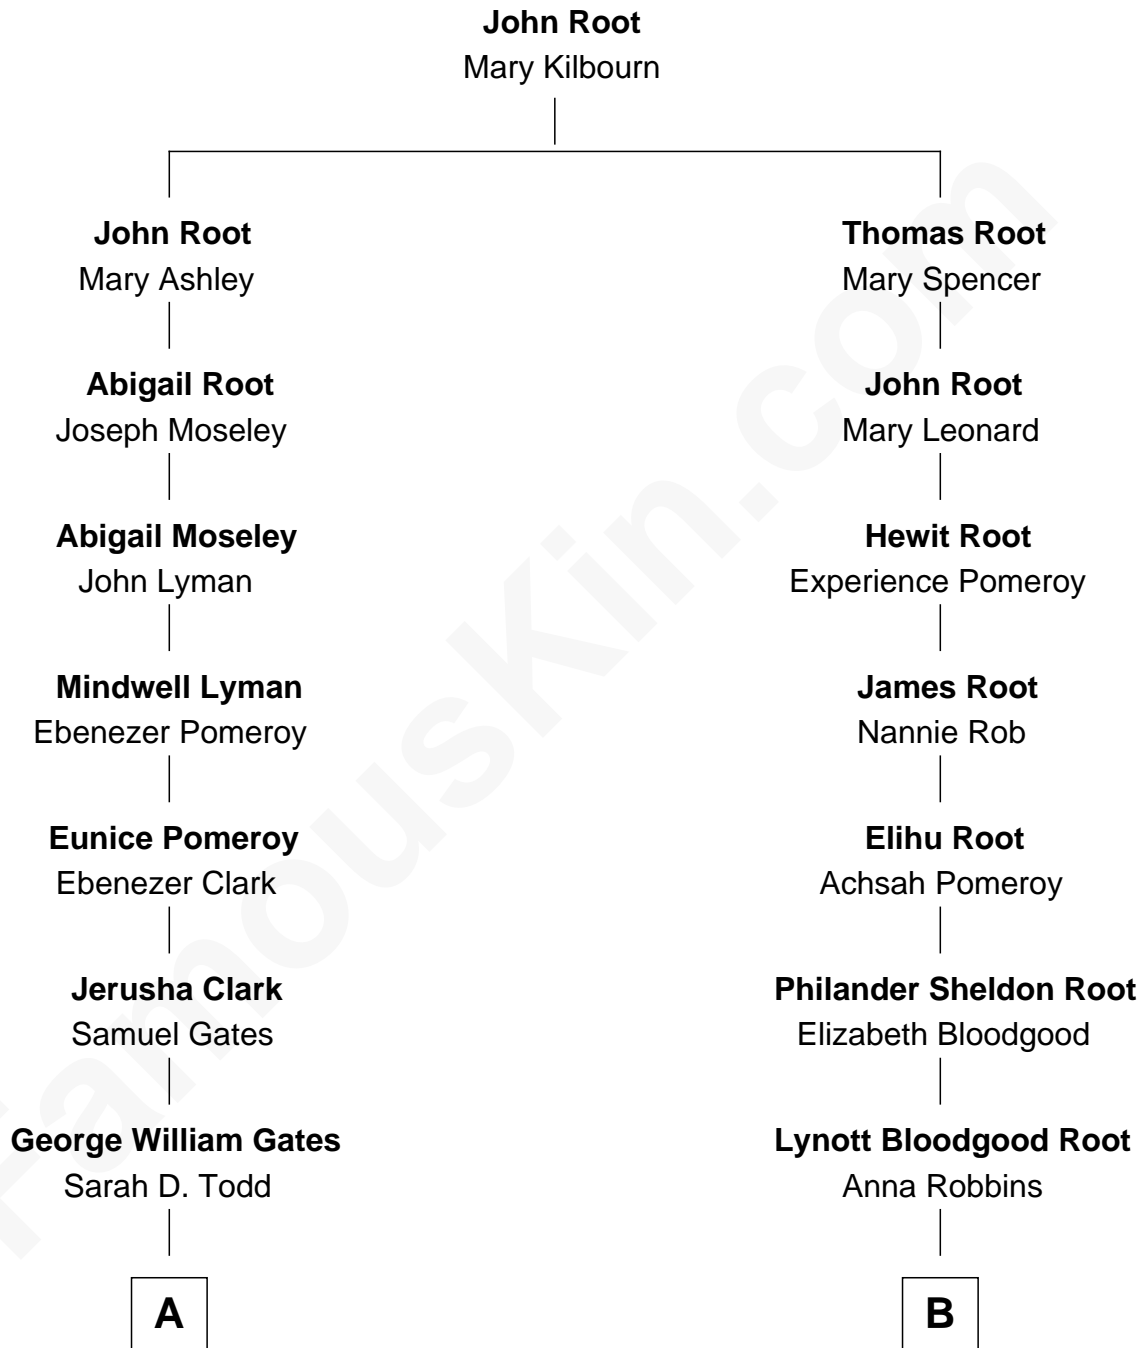 John Root
Mary Kilbourn
John Root
Mary Ashley
Thomas Root
Mary Spencer
Abigail Root
Joseph Moseley
John Root
Mary Leonard
Abigail Moseley
John Lyman
Hewit Root
Experience Pomeroy
Mindwell Lyman
Ebenezer Pomeroy
James Root
Nannie Rob
Eunice Pomeroy
Ebenezer Clark
Elihu Root
Achsah Pomeroy
Jerusha Clark
Samuel Gates
Philander Sheldon Root
Elizabeth Bloodgood
George William Gates
Sarah D. Todd
Lynott Bloodgood Root
Anna Robbins
A
B
FamousKin.com